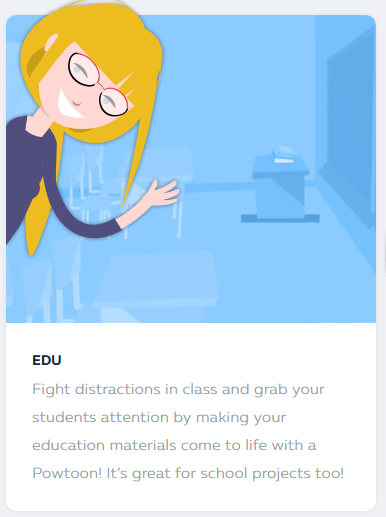 EDU
Fight distractions in class and grab your
students attention by making your
education materials come to life with a
Powtoon! It’s great for school projects too!